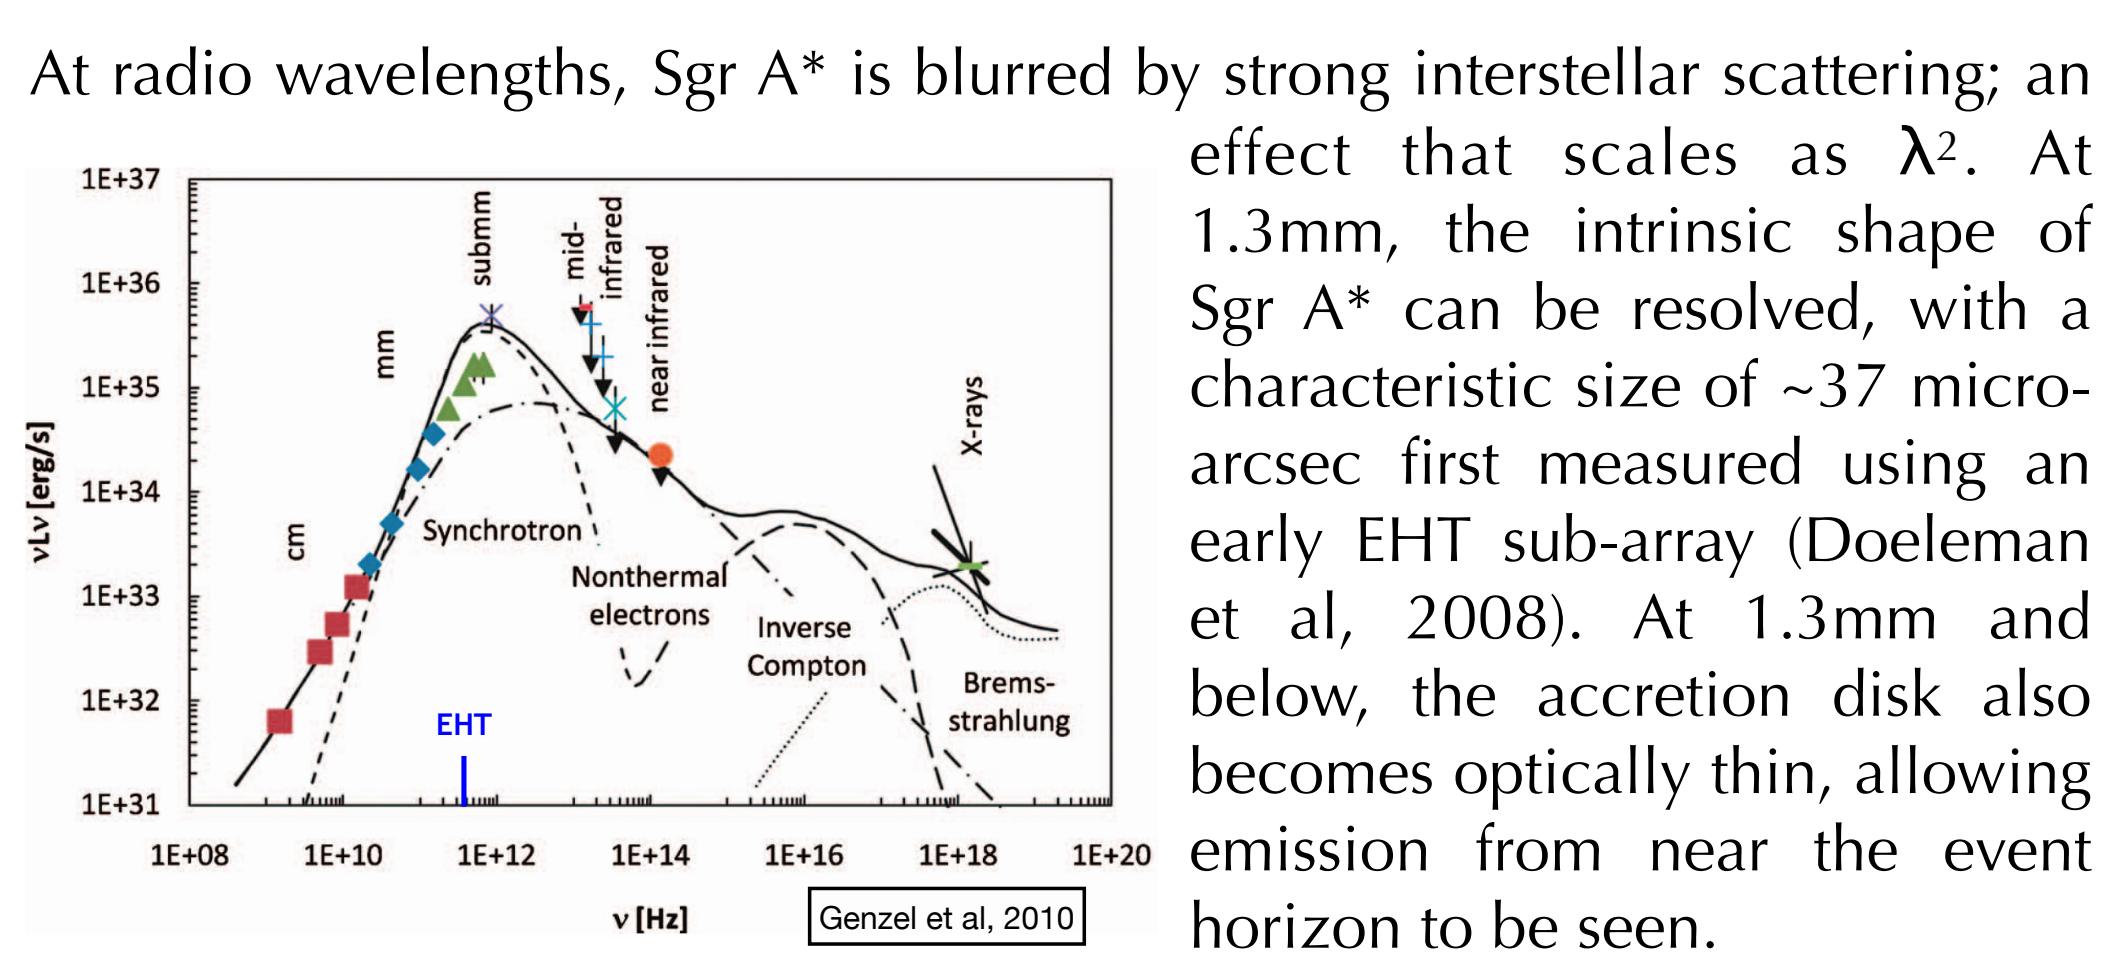 At radio wavelengths, Sgr A* is blurred by strong interstellar scattering; an
effect that scales as λ². At
1.3mm, the intrinsic shape of
Sgr A* can be resolved, with a
characteristic size of ~37 micro-
arcsec first measured using an
early EHT sub-array (Doeleman
et al, 2008). At 1.3mm and
below, the accretion disk also
becomes optically thin, allowing
emission from near the event
horizon to be seen.
νLν [erg/s]
1E+37
1E+36
1E+35
1E+34
1E+33
1E+32
1E+31
cm
mm
submm
mid-
infrared
near infrared
X-rays
Synchrotron
Nonthermal
electrons
Inverse
Compton
Brems-
strahlung
EHT
1E+08
1E+10
1E+12
1E+14
1E+16
1E+18
1E+20
ν [Hz]
Genzel et al, 2010